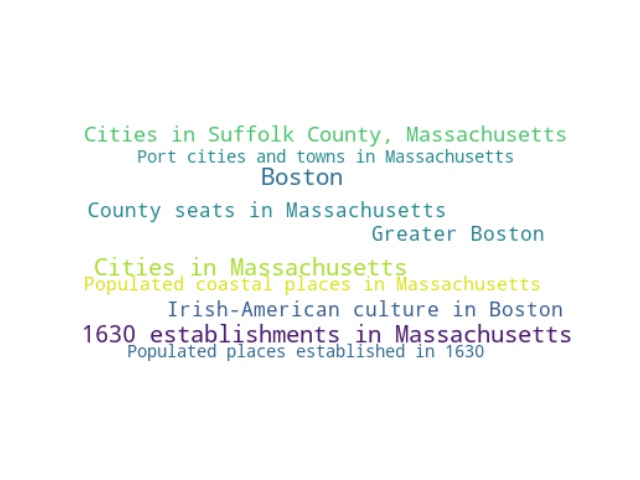 Cities in Suffolk County, Massachusetts
Port cities and towns in Massachusetts
Boston
County seats in Massachusetts
Greater Boston
Cities in Massachusetts
Populated coastal places in Massachusetts
Irish-American culture in Boston
1630 establishments in Massachusetts
Populated places established in 1630